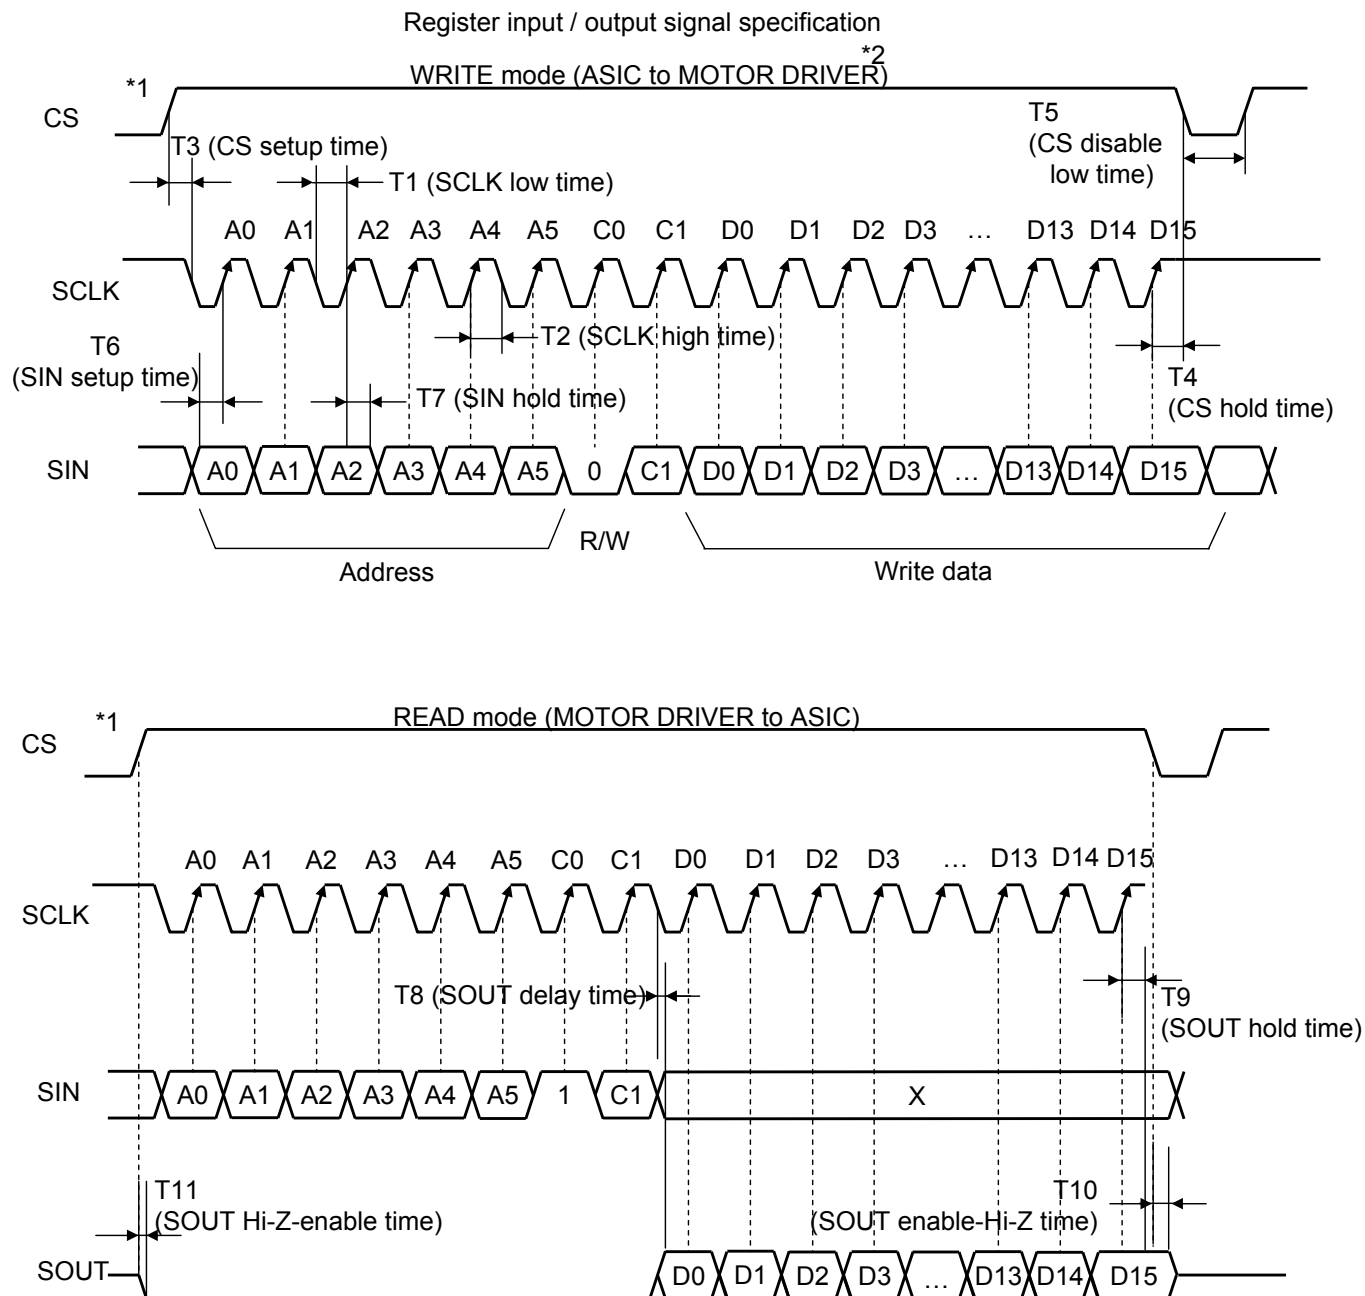 Register input / output signal specification
*2
WRITE mode (ASIC to MOTOR DRIVER)
*1
CS
T3 (CS setup time)
T1 (SCLK low time)
T5
(CS disable
low time)
A0 A1 A2 A3 A4 A5 C0 C1 D0 D1 D2 D3 … D13 D14 D15
SCLK
T2 (SCLK high time)
T6
(SIN setup time)
T7 (SIN hold time)
T4
(CS hold time)
SIN
A0 A1 A2 A3 A4 A5 0 C1 D0 D1 D2 D3 … D13 D14 D15
R/W
Address
Write data
READ mode (MOTOR DRIVER to ASIC)
*1
CS
A0 A1 A2 A3 A4 A5 C0 C1 D0 D1 D2 D3 … D13 D14 D15
SCLK
T8 (SOUT delay time)
T9
(SOUT hold time)
SIN
A0 A1 A2 A3 A4 A5 1 C1 X
T11
(SOUT Hi-Z-enable time)
T10
(SOUT enable-Hi-Z time)
SOUT
D0 D1 D2 D3 … D13 D14 D15